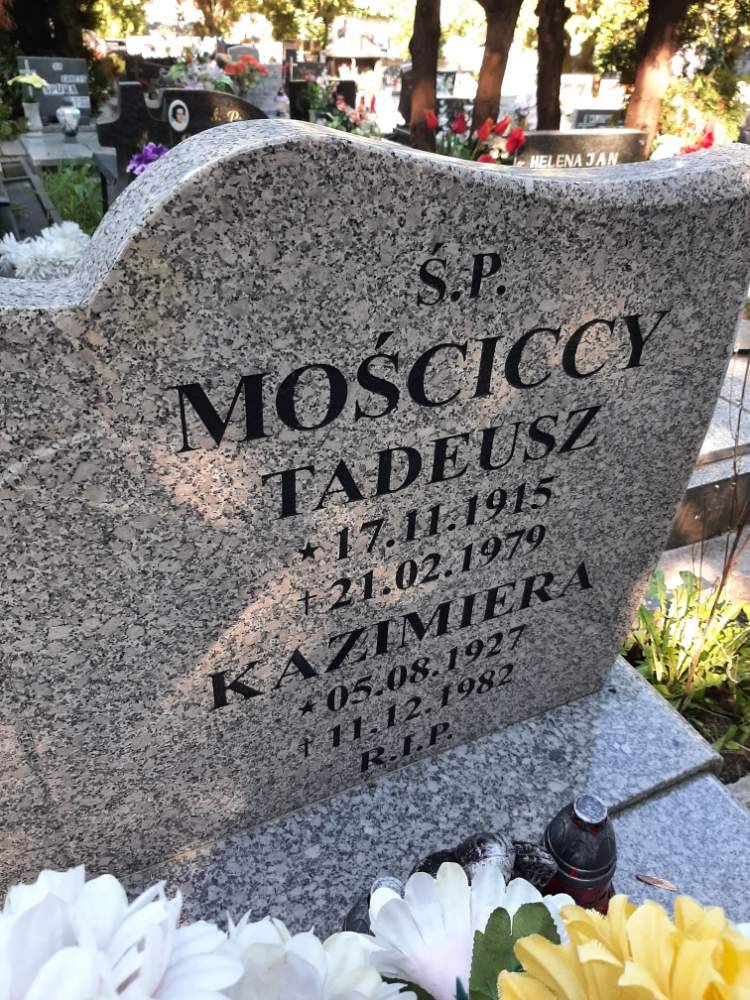 Ś.P.
HELENA JAN
Ś.P.
MOŚCICCY
TADEUSZ
★ 17.11.1915
† 21.02.1979
KAZIMIERA
★ 05.08.1927
† 11.12.1982
R.I.P.